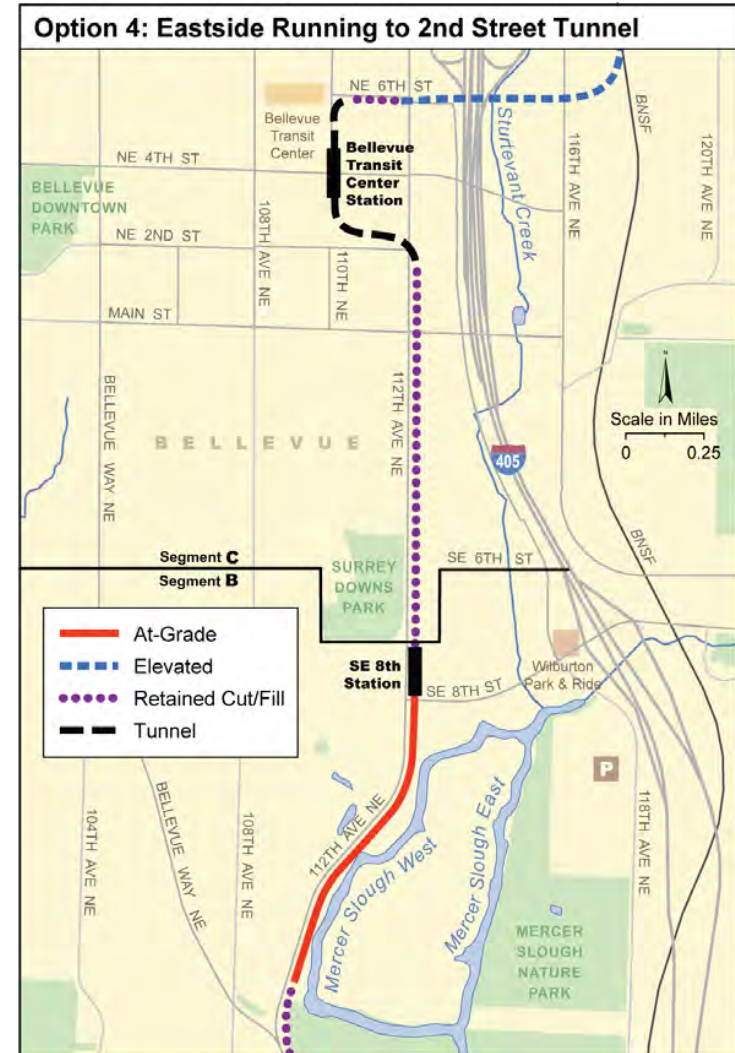 Option 4: Eastside Running to 2nd Street Tunnel
NE 6TH ST
BNSF
Bellevue
Transit
Center
Sturtevant Creek
116TH AVE NE
120TH AVE NE
NE 4TH ST
Bellevue
Transit
Center
Station
BELLEVUE
DOWNTOWN
PARK
108TH AVE NE
NE 2ND ST
110TH NE
MAIN ST
N
BELLEVUE WAY NE
112TH AVE NE
Scale in Miles
0 0.25
BELLEVUE
405
BNSF
Segment C
Segment B
SURREY
DOWNS
PARK
SE 6TH ST
At-Grade
Elevated
Retained Cut/Fill
Tunnel
SE 8th
Station
SE 8TH ST
Wilburton
Park & Ride
P
104TH AVE NE
BELLEVUE WAY NE
108TH AVE NE
112TH AVE NE
Mercer Slough West
Mercer Slough East
118TH AVE NE
MERCER
SLOUGH
NATURE
PARK